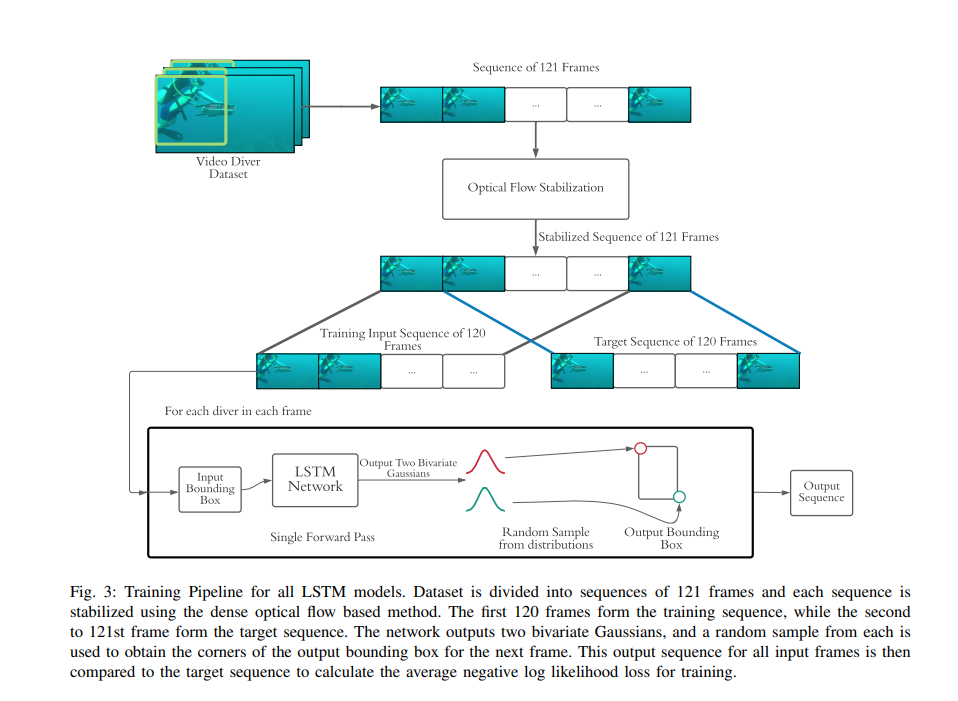 Sequence of 121 Frames
Video Diver
Dataset
...
...
Optical Flow Stabilization
Stabilized Sequence of 121 Frames
...
...
Training Input Sequence of 120
Frames
Target Sequence of 120 Frames
...
...
...
...
For each diver in each frame
Input
Bounding
Box
LSTM
Network
Output Two Bivariate
Gaussians
Output
Sequence
Single Forward Pass
Random Sample
from distributions
Output Bounding
Box
Fig. 3: Training Pipeline for all LSTM models. Dataset is divided into sequences of 121 frames and each sequence is
stabilized using the dense optical flow based method. The first 120 frames form the training sequence, while the second
to 121st frame form the target sequence. The network outputs two bivariate Gaussians, and a random sample from each is
used to obtain the corners of the output bounding box for the next frame. This output sequence for all input frames is then
compared to the target sequence to calculate the average negative log likelihood loss for training.